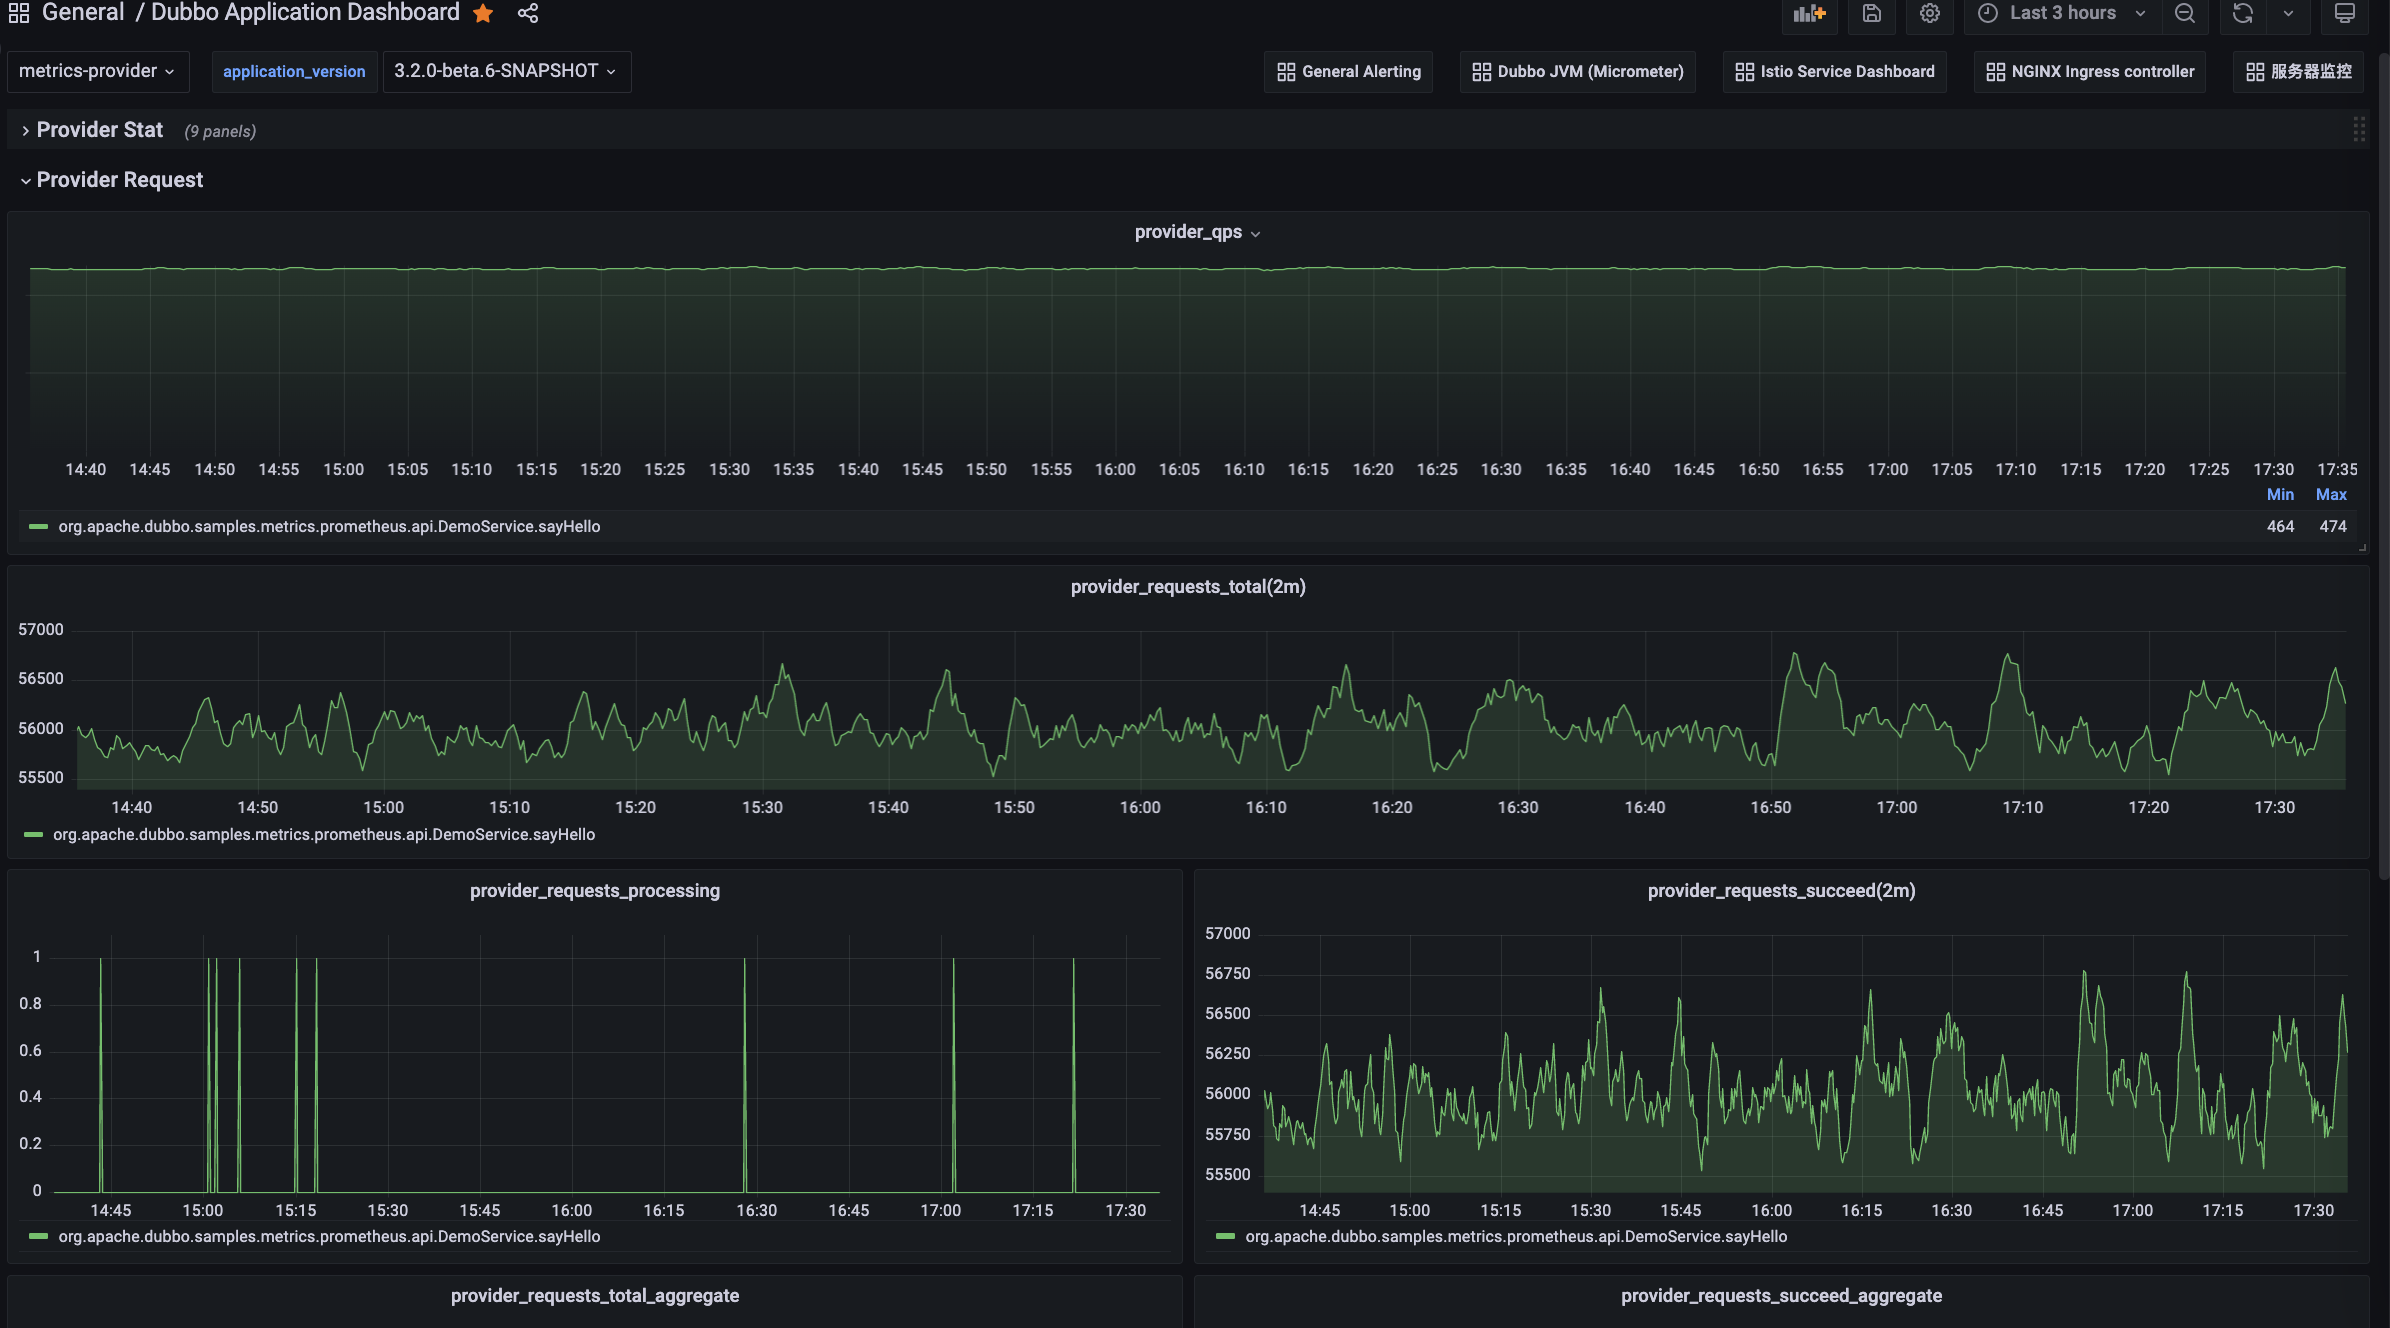 General / Dubbo Application Dashboard
Last 3 hours
metrics-provider
application_version
3.2.0-beta.6-SNAPSHOT
General Alerting
Dubbo JVM (Micrometer)
Istio Service Dashboard
NGINX Ingress controller
服务器监控
Provider Stat (9 panels)
Provider Request
provider_qps
14:40 14:45 14:50 14:55 15:00 15:05 15:10 15:15 15:20 15:25 15:30 15:35 15:40 15:45 15:50 15:55 16:00 16:05 16:10 16:15 16:20 16:25 16:30 16:35 16:40 16:45 16:50 16:55 17:00 17:05 17:10 17:15 17:20 17:25 17:30 17:35
Min Max
org.apache.dubbo.samples.metrics.prometheus.api.DemoService.sayHello 464 474
provider_requests_total(2m)
57000
56500
56000
55500
14:40 14:50 15:00 15:10 15:20 15:30 15:40 15:50 16:00 16:10 16:20 16:30 16:40 16:50 17:00 17:10 17:20 17:30
org.apache.dubbo.samples.metrics.prometheus.api.DemoService.sayHello
provider_requests_processing
1
0.8
0.6
0.4
0.2
0
14:45 15:00 15:15 15:30 15:45 16:00 16:15 16:30 16:45 17:00 17:15 17:30
org.apache.dubbo.samples.metrics.prometheus.api.DemoService.sayHello
provider_requests_succeed(2m)
57000
56750
56500
56250
56000
55750
55500
14:45 15:00 15:15 15:30 15:45 16:00 16:15 16:30 16:45 17:00 17:15 17:30
org.apache.dubbo.samples.metrics.prometheus.api.DemoService.sayHello
provider_requests_total_aggregate
provider_requests_succeed_aggregate